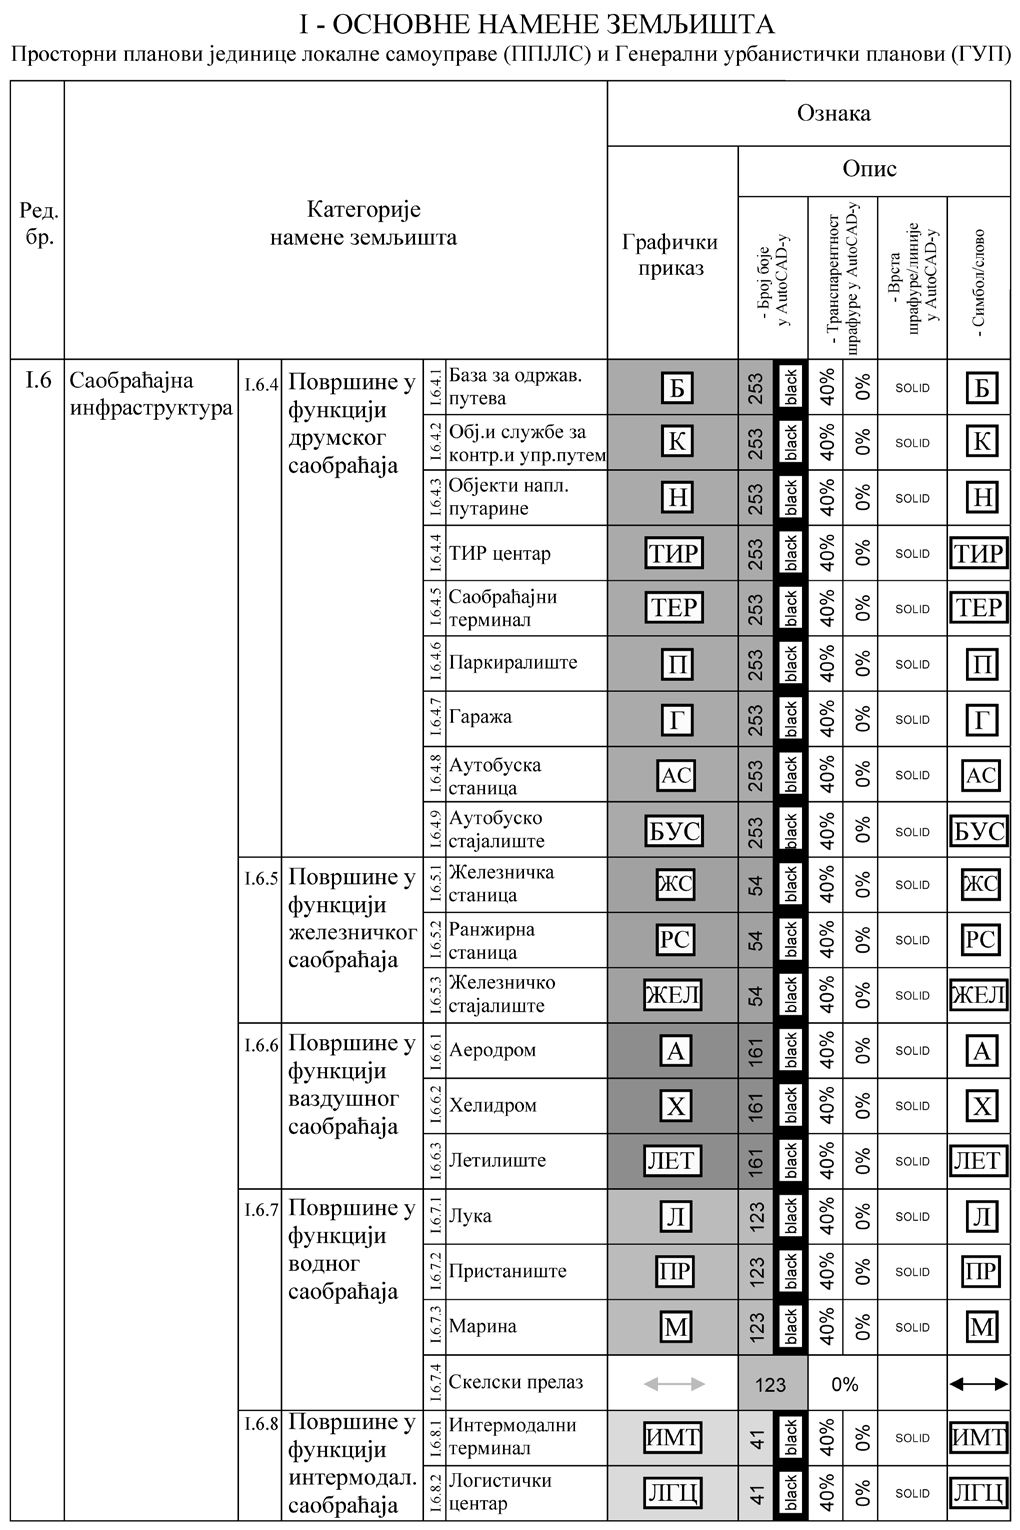 I - ОСНОВНЕ НАМЕНЕ ЗЕМЉИШТА
Просторни планови јединице локалне самоуправе (ППЈЛС) и Генерални урбанистички планови (ГУП)
Ред.
бр.
Категорије
намене земљишта
Ознака
Графички
приказ
Опис
- Број боје
у AutoCAD-у
- Транспарентност
шрафуре у AutoCAD-у
- Врста
шрафуре/линије
у AutoCAD-у
- Симбол/слово
I.6 Саобраћајна
инфраструктура
I.6.4 Површине у
функцији
друмског
саобраћаја
I.6.4.1 База за одржав.
путева Б 253 black 40% 0% SOLID Б
I.6.4.2 Обј.и службе за
контр.и упр.путем К 253 black 40% 0% SOLID К
I.6.4.3 Објекти напл.
путарине Н 253 black 40% 0% SOLID Н
I.6.4.4 ТИР центар ТИР 253 black 40% 0% SOLID ТИР
I.6.4.5 Саобраћајни
терминал ТЕР 253 black 40% 0% SOLID ТЕР
I.6.4.6 Паркиралиште П 253 black 40% 0% SOLID П
I.6.4.7 Гаража Г 253 black 40% 0% SOLID Г
I.6.4.8 Аутобуска
станица АС 253 black 40% 0% SOLID АС
I.6.4.9 Аутобуско
стајалиште БУС 253 black 40% 0% SOLID БУС
I.6.5 Површине у
функцији
железничког
саобраћаја
I.6.5.1 Железничка
станица ЖС 54 black 40% 0% SOLID ЖС
I.6.5.2 Ранжирна
станица РС 54 black 40% 0% SOLID РС
I.6.5.3 Железничко
стајалиште ЖЕЛ 54 black 40% 0% SOLID ЖЕЛ
I.6.6 Површине у
функцији
ваздушног
саобраћаја
I.6.6.1 Аеродром А 161 black 40% 0% SOLID А
I.6.6.2 Хелидром Х 161 black 40% 0% SOLID Х
I.6.6.3 Летилиште ЛЕТ 161 black 40% 0% SOLID ЛЕТ
I.6.7 Површине у
функцији
водног
саобраћаја
I.6.7.1 Лука Л 123 black 40% 0% SOLID Л
I.6.7.2 Пристаниште ПР 123 black 40% 0% SOLID ПР
I.6.7.3 Марина М 123 black 40% 0% SOLID М
I.6.7.4 Скелски прелаз 123 0%
I.6.8 Површине у
функцији
интермодал.
саобраћаја
I.6.8.1 Интермодални
терминал ИМТ 41 black 40% 0% SOLID ИМТ
I.6.8.2 Логистички
центар ЛГЦ 41 black 40% 0% SOLID ЛГЦ